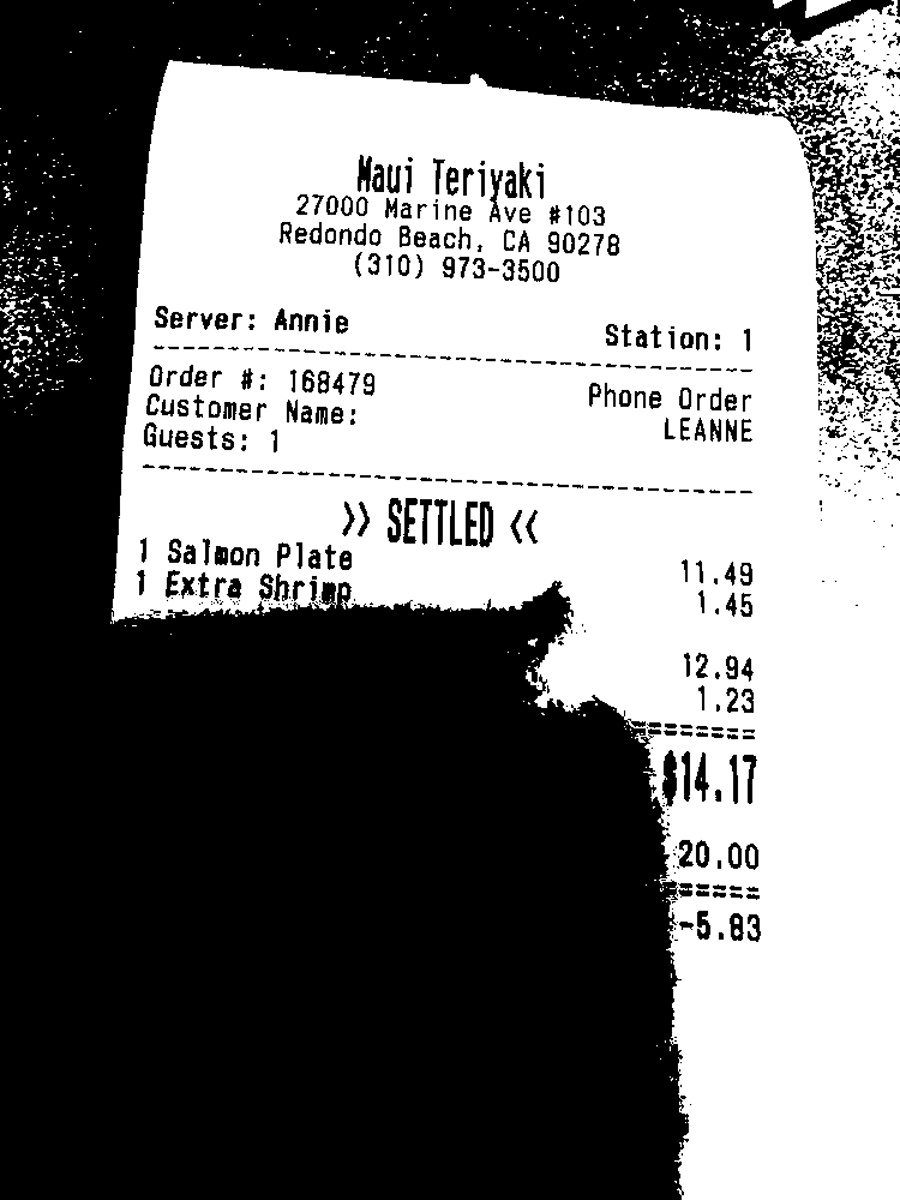 Maui Teriyaki
27000 Marine Ave #103
Redondo Beach, CA 90278
(310) 973-3500
Server: Annie Station: 1
Order #: 168479 Phone Order
Customer Name: LEANNE
Guests: 1
>> SETTLED <<
1 Salmon Plate 11.49
1 Extra Shrimp 1.45
12.94
1.23
========
$14.17
20.00
=====
-5.83